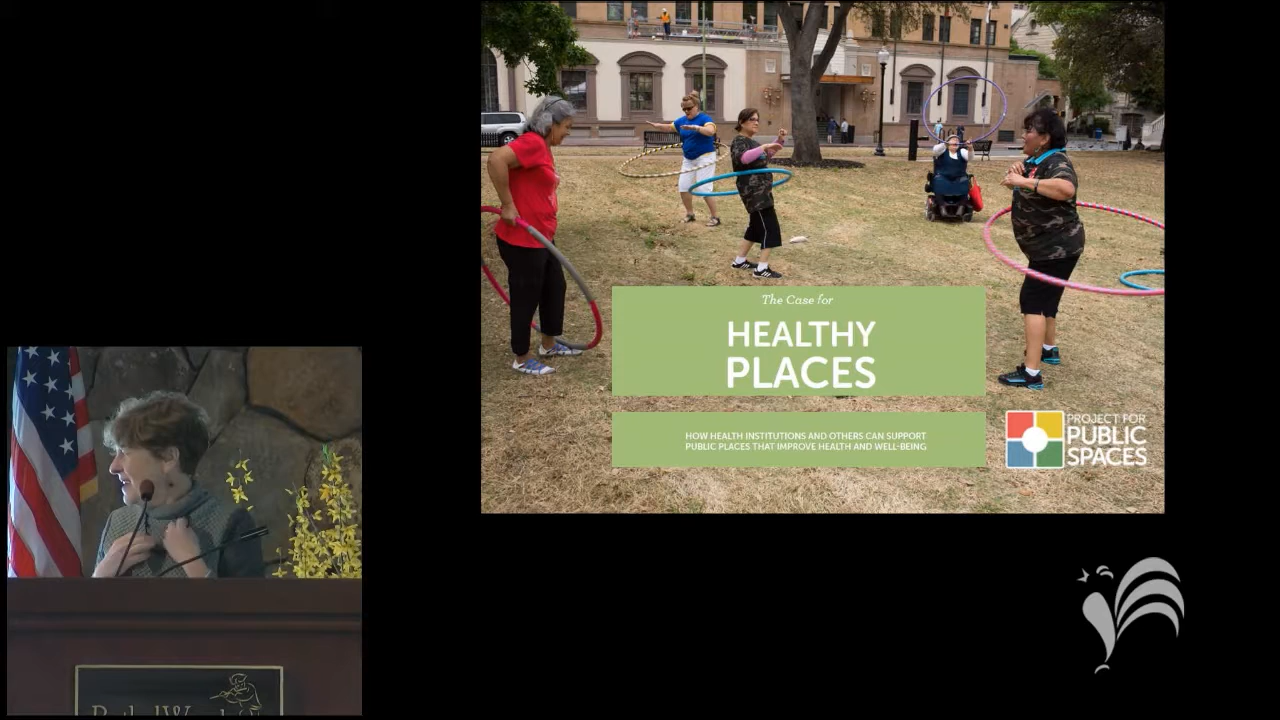 The Case for
HEALTHY
PLACES
HOW HEALTH INSTITUTIONS AND OTHERS CAN SUPPORT
PUBLIC PLACES THAT IMPROVE HEALTH AND WELL-BEING
PROJECT FOR
PUBLIC
SPACES